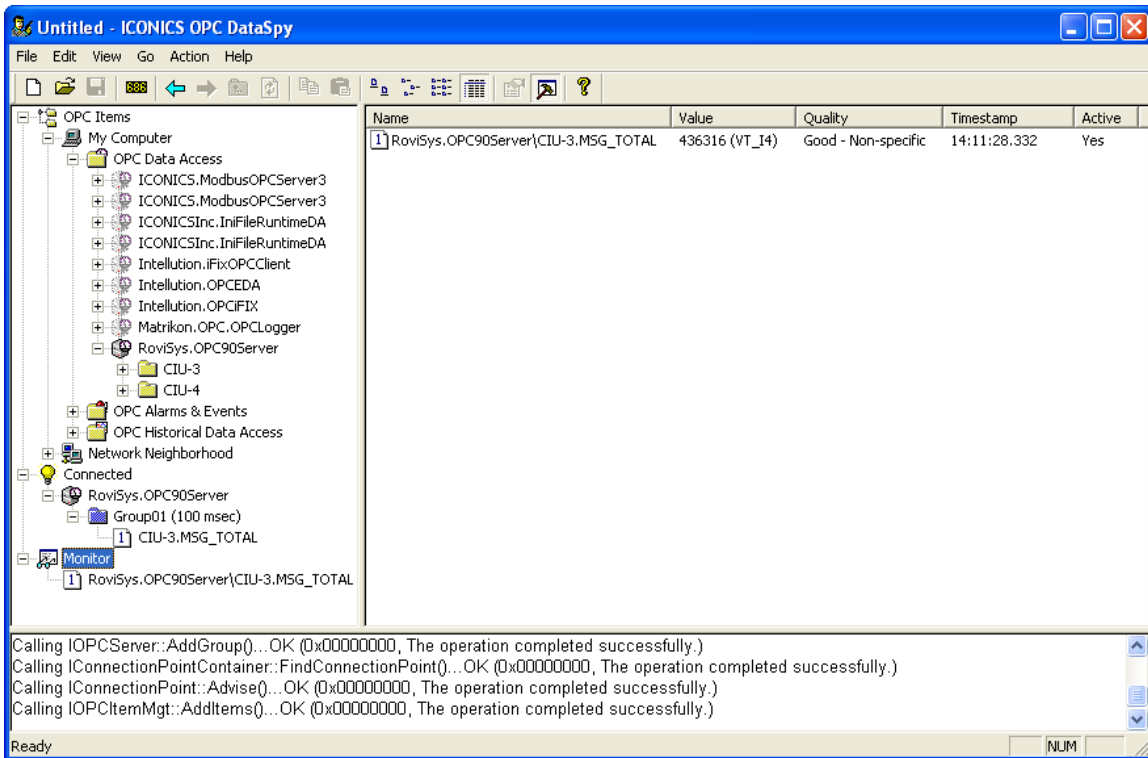 Untitled - ICONICS OPC DataSpy
File Edit View Go Action Help
686
OPC Items
My Computer
OPC Data Access
ICONICS.ModbusOPCServer3
ICONICS.ModbusOPCServer3
ICONICSInc.IniFileRuntimeDA
ICONICSInc.IniFileRuntimeDA
Intellution.iFixOPCClient
Intellution.OPCEDA
Intellution.OPCiFIX
Matrikon.OPC.OPCLogger
RoviSys.OPC90Server
CIU-3
CIU-4
OPC Alarms & Events
OPC Historical Data Access
Network Neighborhood
Connected
RoviSys.OPC90Server
Group01 (100 msec)
CIU-3.MSG_TOTAL
Monitor
RoviSys.OPC90Server\CIU-3.MSG_TOTAL
Name Value Quality Timestamp Active
RoviSys.OPC90Server\CIU-3.MSG_TOTAL 436316 (VT_I4) Good - Non-specific 14:11:28.332 Yes
Calling IOPCServer::AddGroup()...OK (0x00000000, The operation completed successfully.)
Calling IConnectionPointContainer::FindConnectionPoint()...OK (0x00000000, The operation completed successfully.)
Calling IConnectionPoint::Advise()...OK (0x00000000, The operation completed successfully.)
Calling IOPCItemMgt::AddItems()...OK (0x00000000, The operation completed successfully.)
Ready NUM